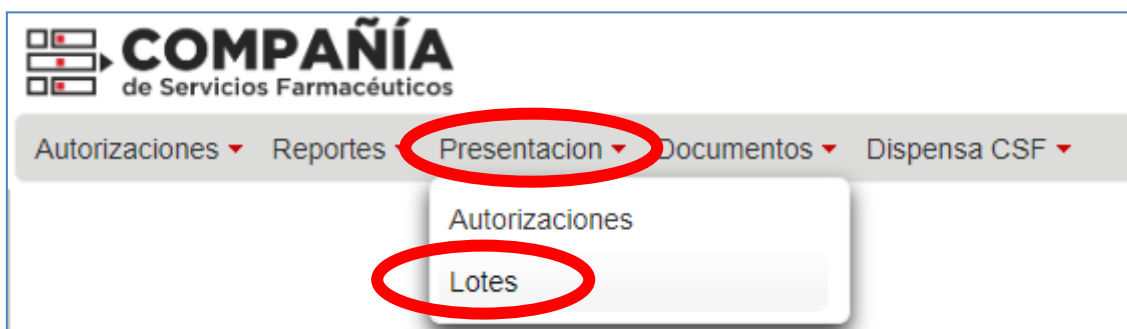 COMPAÑÍA
de Servicios Farmacéuticos
Autorizaciones Reportes Presentacion Documentos Dispensa CSF
Autorizaciones
Lotes